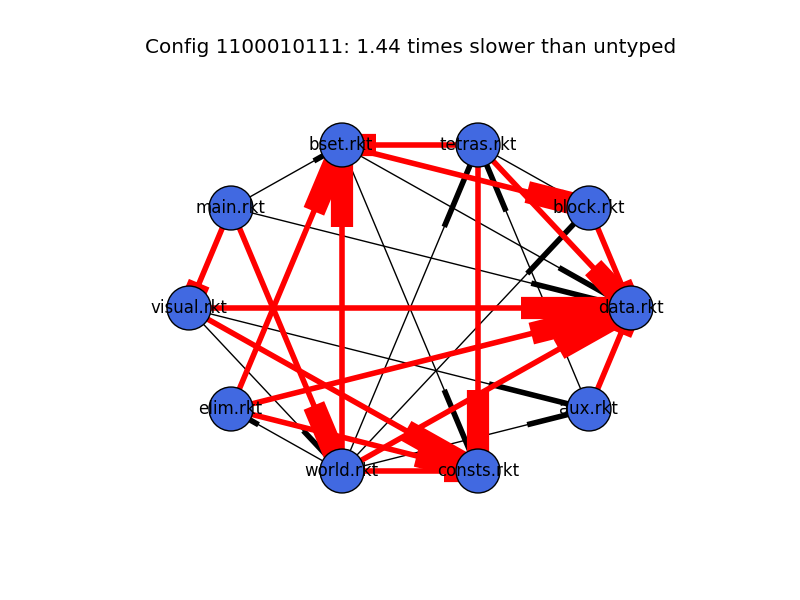 Config 1100010111: 1.44 times slower than untyped
bset.rkt
tetras.rkt
main.rkt
block.rkt
visual.rkt
data.rkt
elim.rkt
aux.rkt
world.rkt
consts.rkt